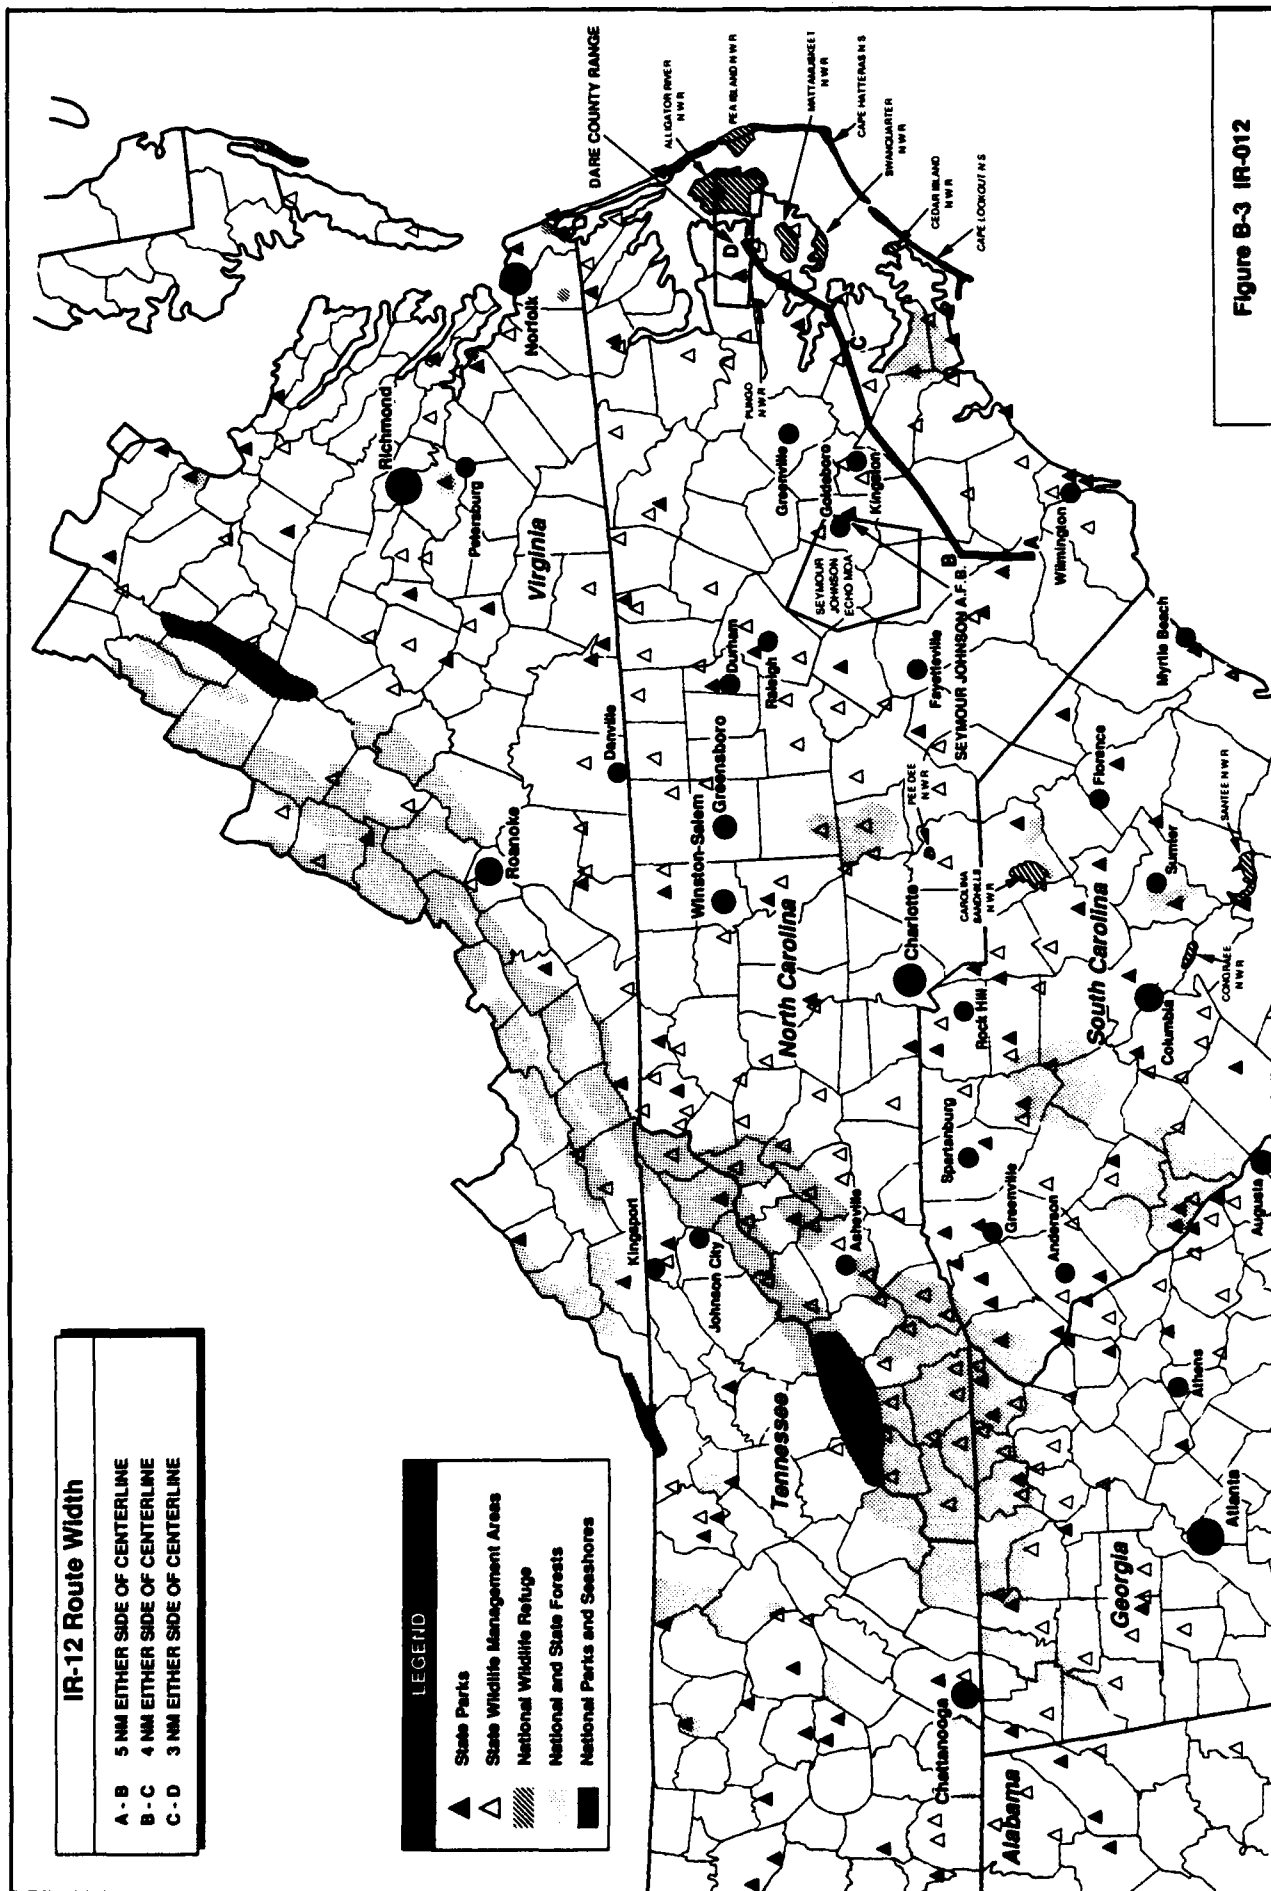 IR-12 Route Width
A - B 5 NM EITHER SIDE OF CENTERLINE
B - C 4 NM EITHER SIDE OF CENTERLINE
C - D 3 NM EITHER SIDE OF CENTERLINE
LEGEND
State Parks
State Wildlife Management Areas
National Wildlife Refuge
National and State Forests
National Parks and Seashores
Richmond
Petersburg
Norfolk
Virginia
Roanoke
Danville
DARE COUNTY RANGE
ALLIGATOR RIVER
N W R
PEA ISLAND N W R
MATTAMUSKEET
N W R
CAPE HATTERAS N S
SWANQUARTER
N W R
CEDAR ISLAND
N W R
CAPE LOOKOUT N S
PUNGO
N W R
D
C
B
A
Greenville
Goldsboro
Kingston
SEYMOUR
JOHNSON
ECHO MOA
SEYMOUR JOHNSON A.F.B.
Wilmington
Durham
Raleigh
Fayetteville
Greensboro
Winston-Salem
North Carolina
Charlotte
PEE DEE
N W R
CAROLINA
SANDHILLS
N W R
Myrtle Beach
Florence
SANTEE N W R
Sumter
South Carolina
CONGRAEE
N W R
Columbia
Rock Hill
Spartanburg
Greenville
Anderson
Augusta
Kingsport
Johnson City
Asheville
Tennessee
Athens
Atlanta
Georgia
Chattanooga
Alabama
Figure B-3 IR-012